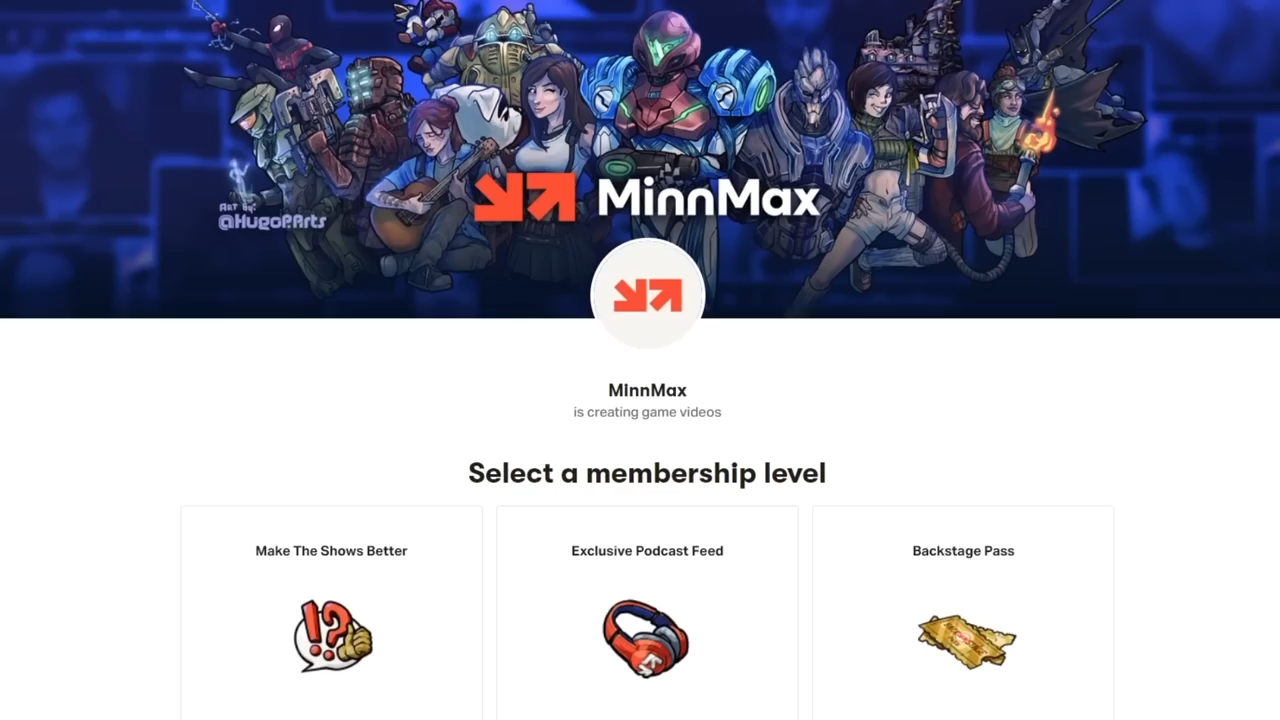 ART By:
@HugoPArts
MinnMax
MinnMax
is creating game videos
Select a membership level
Make The Shows Better
Exclusive Podcast Feed
Backstage Pass
!?